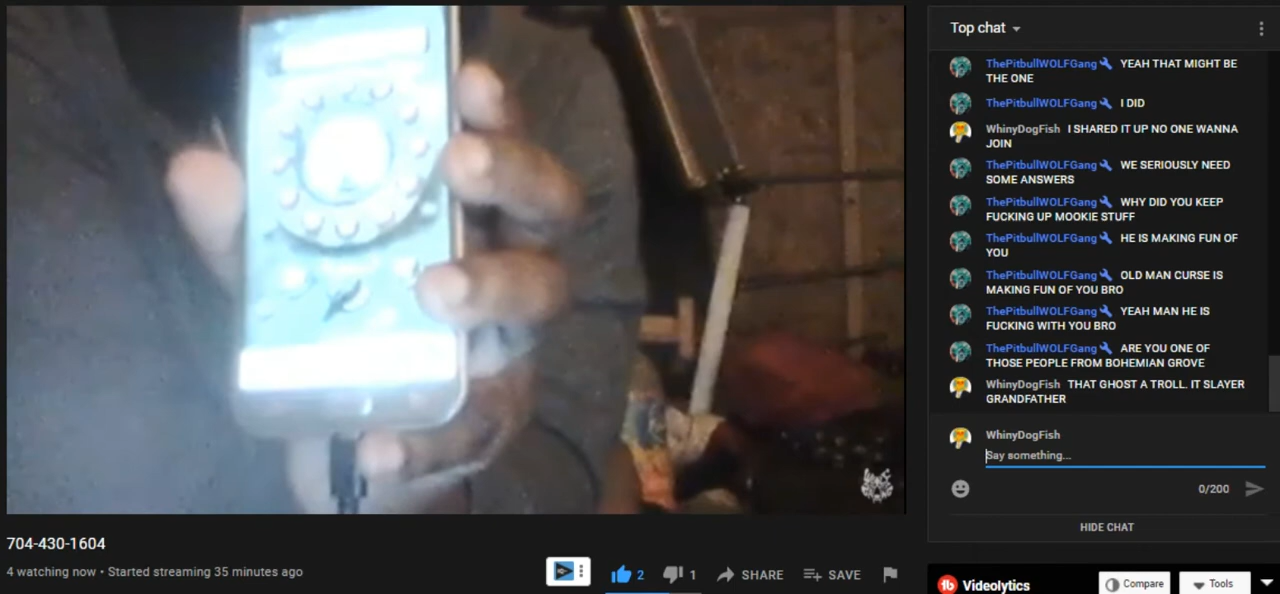 Top chat
ThePitbullWOLFGang YEAH THAT MIGHT BE
THE ONE
ThePitbullWOLFGang I DID
WhinyDogFish I SHARED IT UP NO ONE WANNA
JOIN
ThePitbullWOLFGang WE SERIOUSLY NEED
SOME ANSWERS
ThePitbullWOLFGang WHY DID YOU KEEP
FUCKING UP MOOKIE STUFF
ThePitbullWOLFGang HE IS MAKING FUN OF
YOU
ThePitbullWOLFGang OLD MAN CURSE IS
MAKING FUN OF YOU BRO
ThePitbullWOLFGang YEAH MAN HE IS
FUCKING WITH YOU BRO
ThePitbullWOLFGang ARE YOU ONE OF
THOSE PEOPLE FROM BOHEMIAN GROVE
WhinyDogFish THAT GHOST A TROLL. IT SLAYER
GRANDFATHER
WhinyDogFish
Say something...
0/200
HIDE CHAT
704-430-1604
4 watching now • Started streaming 35 minutes ago
2 1 SHARE SAVE
Videolytics Compare Tools